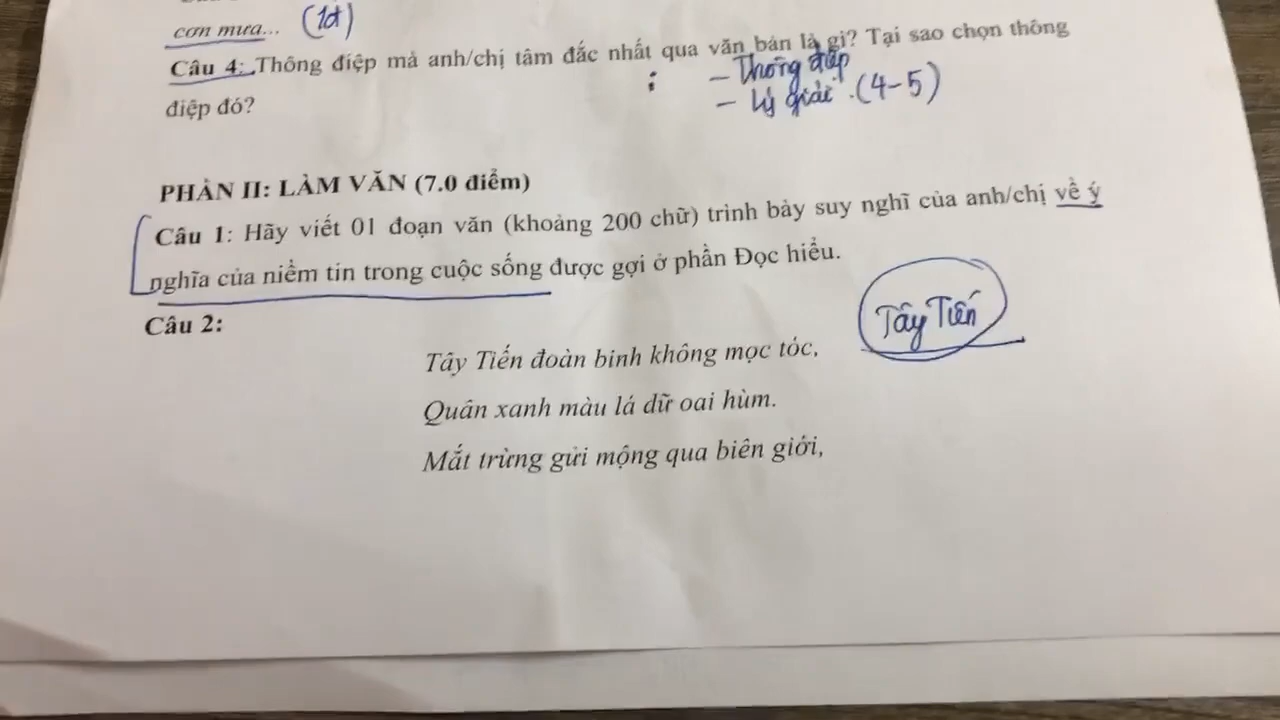 cơn mưa... (1đ)
Câu 4: Thông điệp mà anh/chị tâm đắc nhất qua văn bản là gì? Tại sao chọn thông
điệp đó?
- Thông điệp
- Lý giải. (4-5)
PHẦN II: LÀM VĂN (7.0 điểm)
Câu 1: Hãy viết 01 đoạn văn (khoảng 200 chữ) trình bày suy nghĩ của anh/chị về ý
nghĩa của niềm tin trong cuộc sống được gợi ở phần Đọc hiểu.
Câu 2:
Tây Tiến
Tây Tiến đoàn binh không mọc tóc,
Quân xanh màu lá dữ oai hùm.
Mắt trừng gửi mộng qua biên giới,